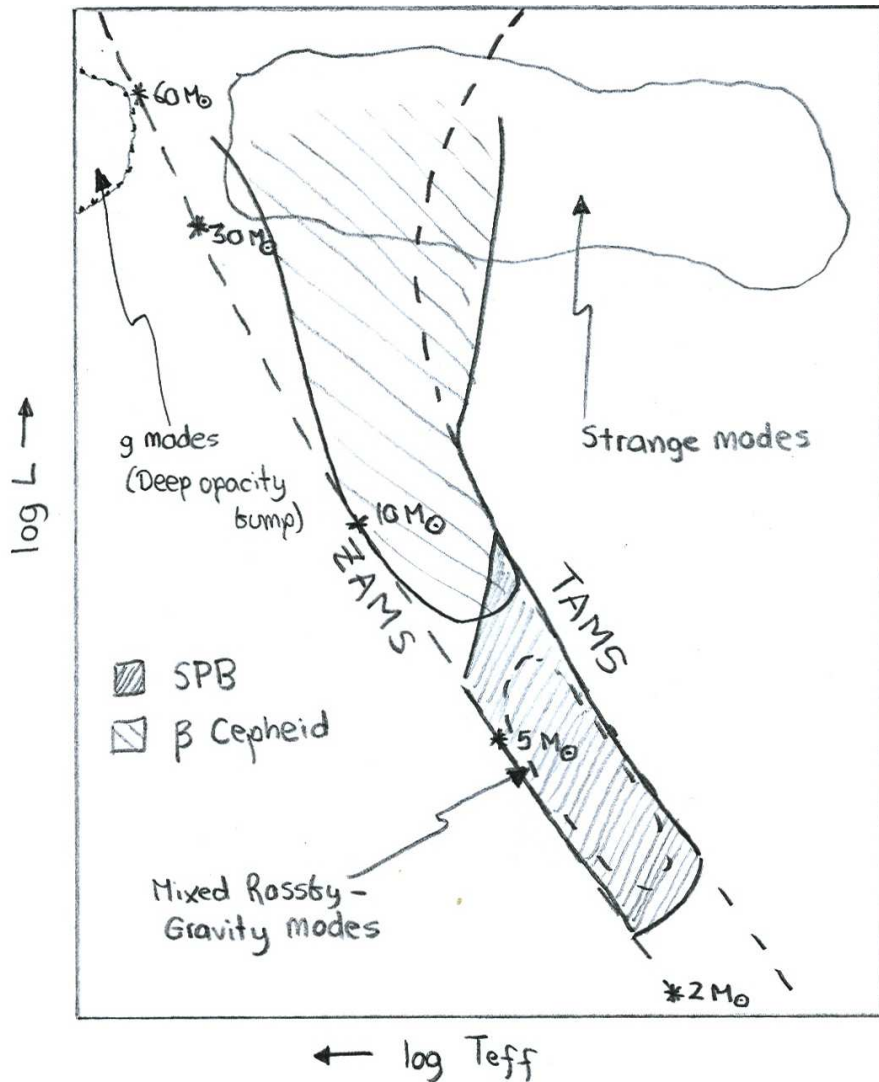 60 M☉
30 M☉
g modes
(Deep opacity
bump)
Strange modes
log L →
10 M☉
ZAMS
TAMS
SPB
β Cepheid
5 M☉
Mixed Rossby-
Gravity modes
2 M☉
← log Teff